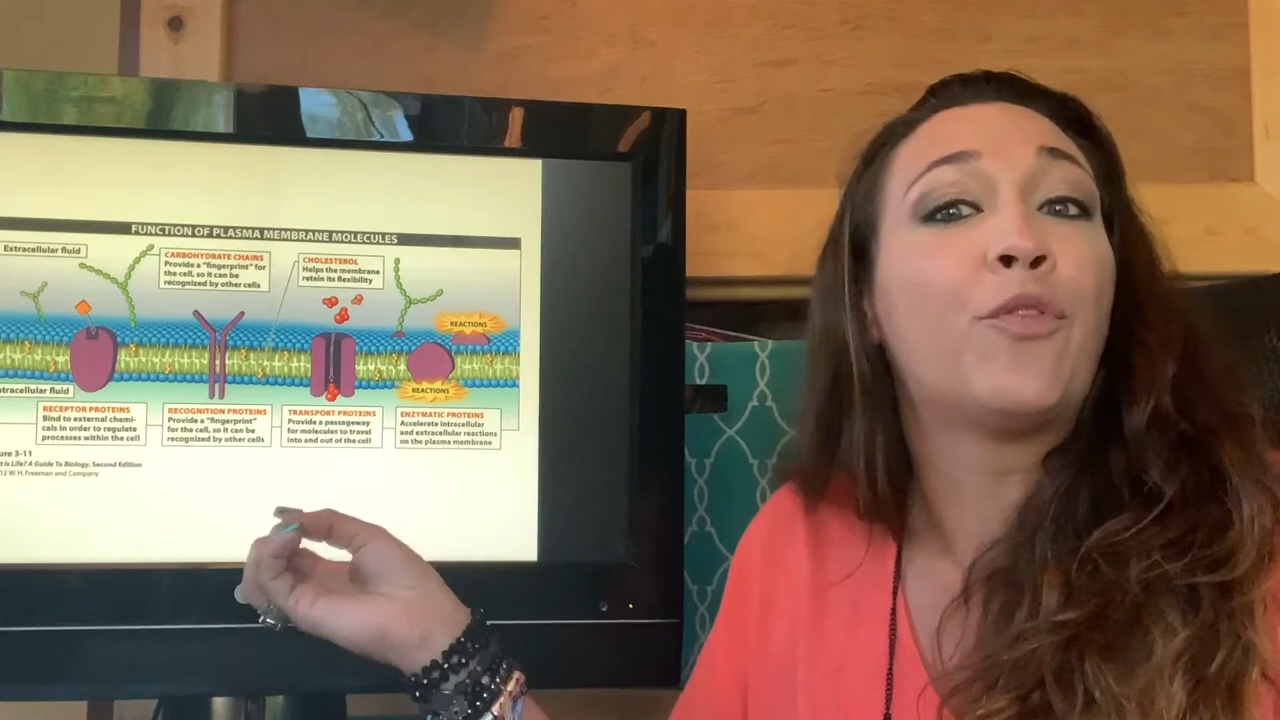 FUNCTION OF PLASMA MEMBRANE MOLECULES
Extracellular fluid
CARBOHYDRATE CHAINS
Provide a "fingerprint" for
the cell, so it can be
recognized by other cells
CHOLESTEROL
Helps the membrane
retain its flexibility
REACTIONS
REACTIONS
tracellular fluid
RECEPTOR PROTEINS
Bind to external chemi-
cals in order to regulate
processes within the cell
RECOGNITION PROTEINS
Provide a "fingerprint"
for the cell, so it can be
recognized by other cells
TRANSPORT PROTEINS
Provide a passageway
for molecules to travel
into and out of the cell
ENZYMATIC PROTEINS
Accelerate intracellular
and extracellular reactions
on the plasma membrane
ure 3-11
t Is Life? A Guide To Biology, Second Edition
12 W. H. Freeman and Company